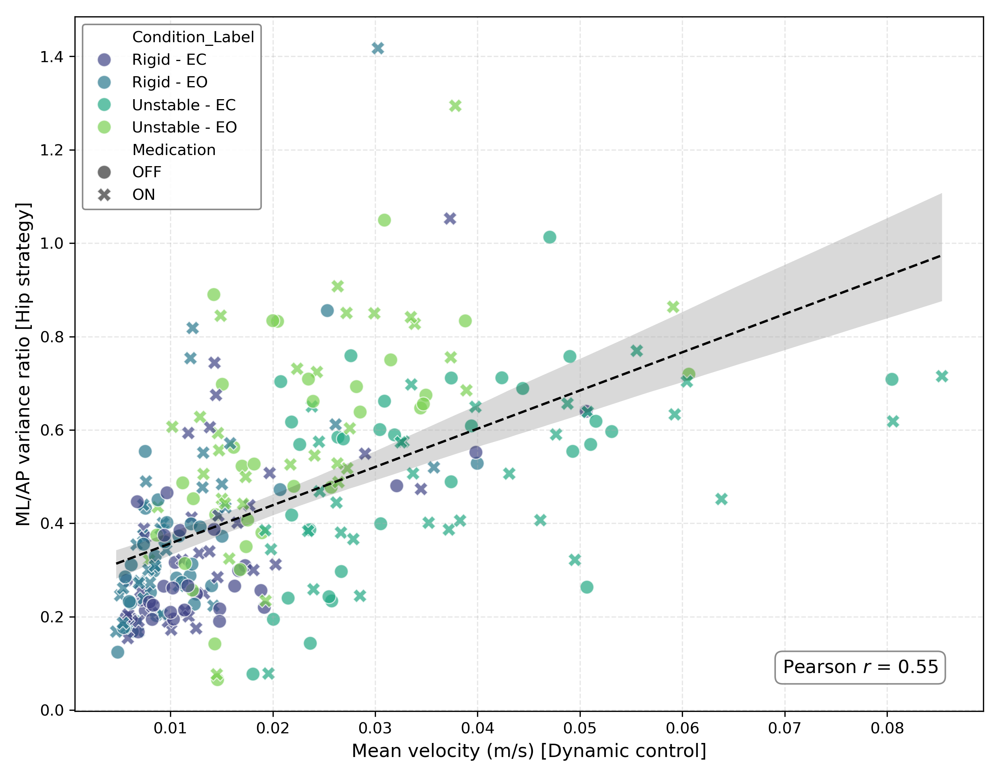 Condition_Label
Rigid - EC
Rigid - EO
Unstable - EC
Unstable - EO
Medication
OFF
ON
ML/AP variance ratio [Hip strategy]
1.4
1.2
1.0
0.8
0.6
0.4
0.2
0.0
Pearson r = 0.55
0.01 0.02 0.03 0.04 0.05 0.06 0.07 0.08
Mean velocity (m/s) [Dynamic control]